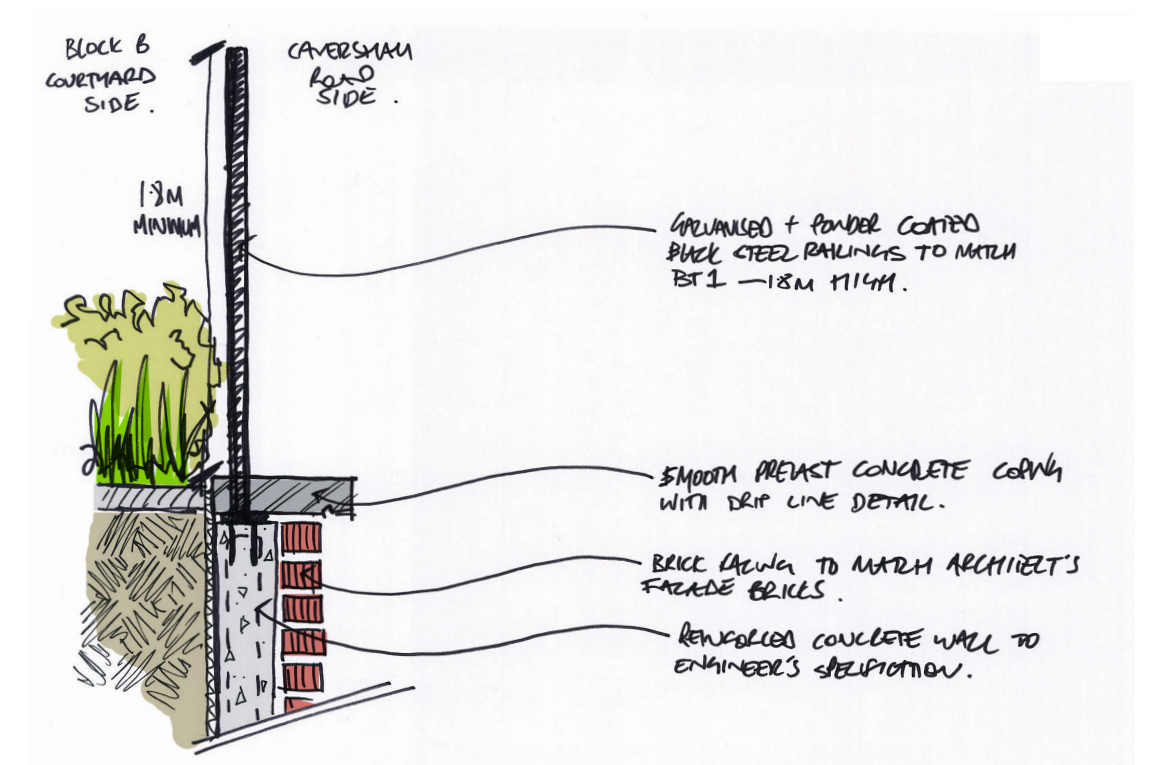 BLOCK B
COURTYARD
SIDE.
CAVERSHAM
ROAD
SIDE.
1.8M
MINIMUM
GALVANISED + POWDER COATED
BLACK STEEL RAILINGS TO MATCH
BT1 — 1.8M HIGH.
SMOOTH PRECAST CONCRETE COPING
WITH DRIP LINE DETAIL.
BRICK FACING TO MATCH ARCHITECT'S
FACADE BRICKS.
REINFORCED CONCRETE WALL TO
ENGINEER'S SPECIFICTION.